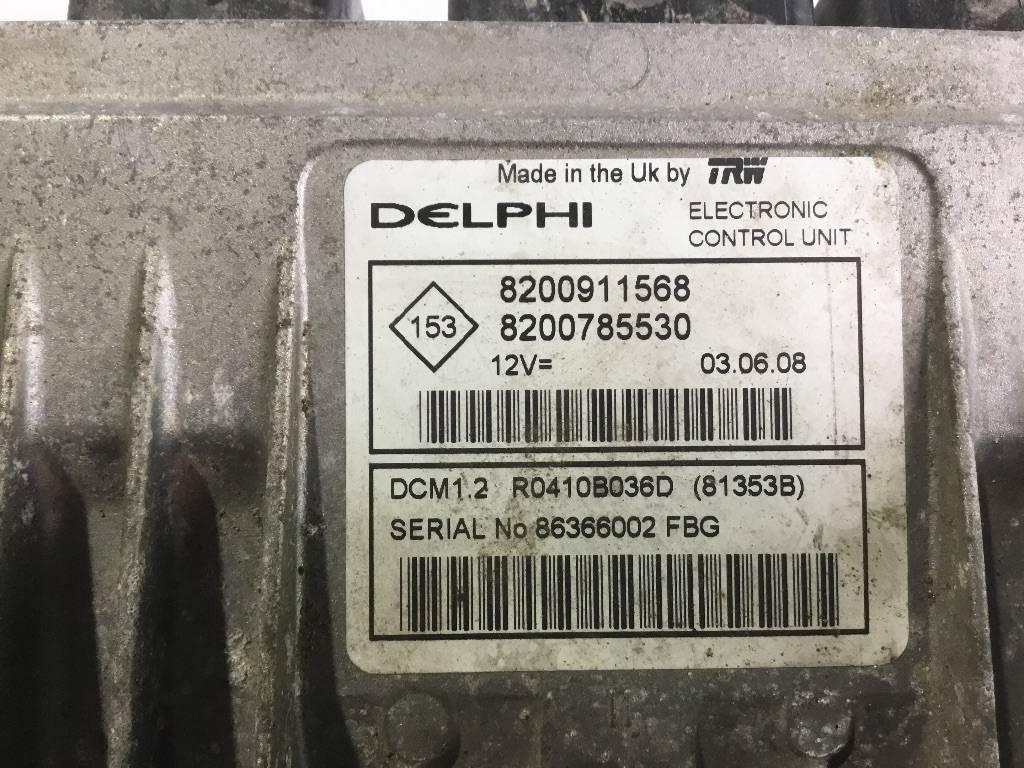 Made in the Uk by TRW
DELPHI
ELECTRONIC
CONTROL UNIT
8200911568
153
8200785530
12V= 03.06.08
DCM1.2 R0410B036D (81353B)
SERIAL No 86366002 FBG